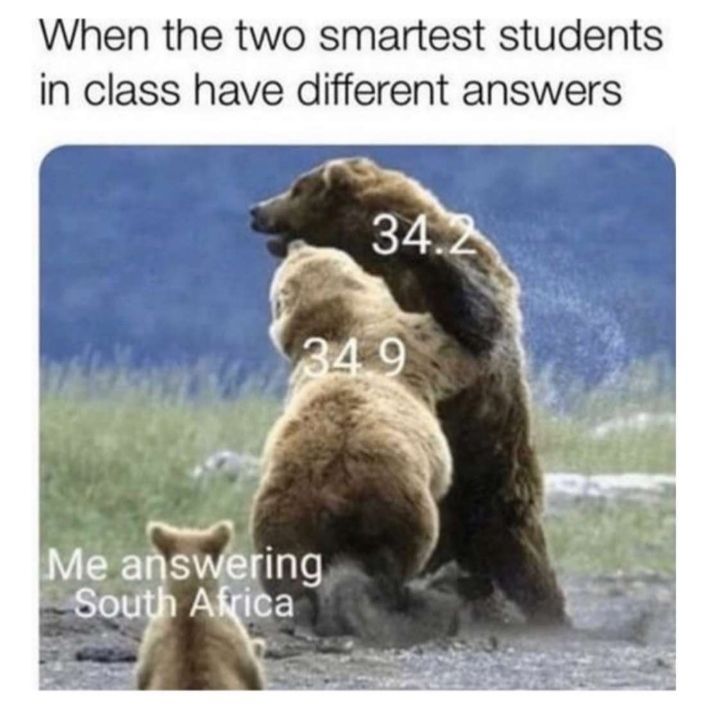 When the two smartest students
in class have different answers
34.2
34.9
Me answering
South Africa